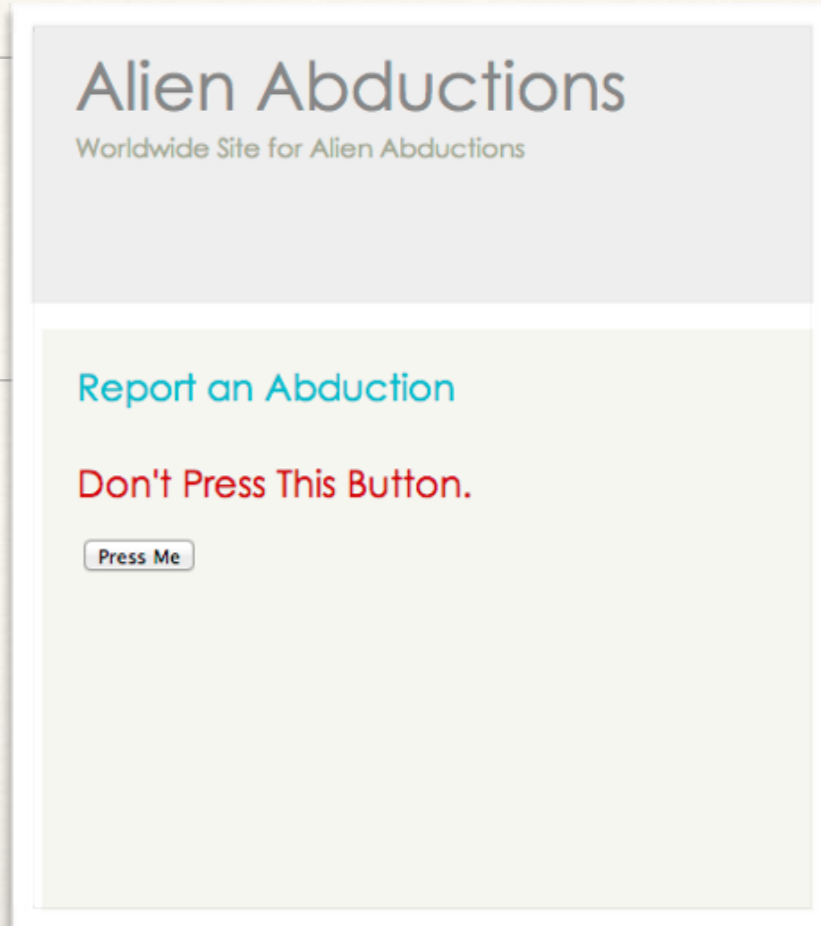 Alien Abductions
Worldwide Site for Alien Abductions
Report an Abduction
Don't Press This Button.
Press Me